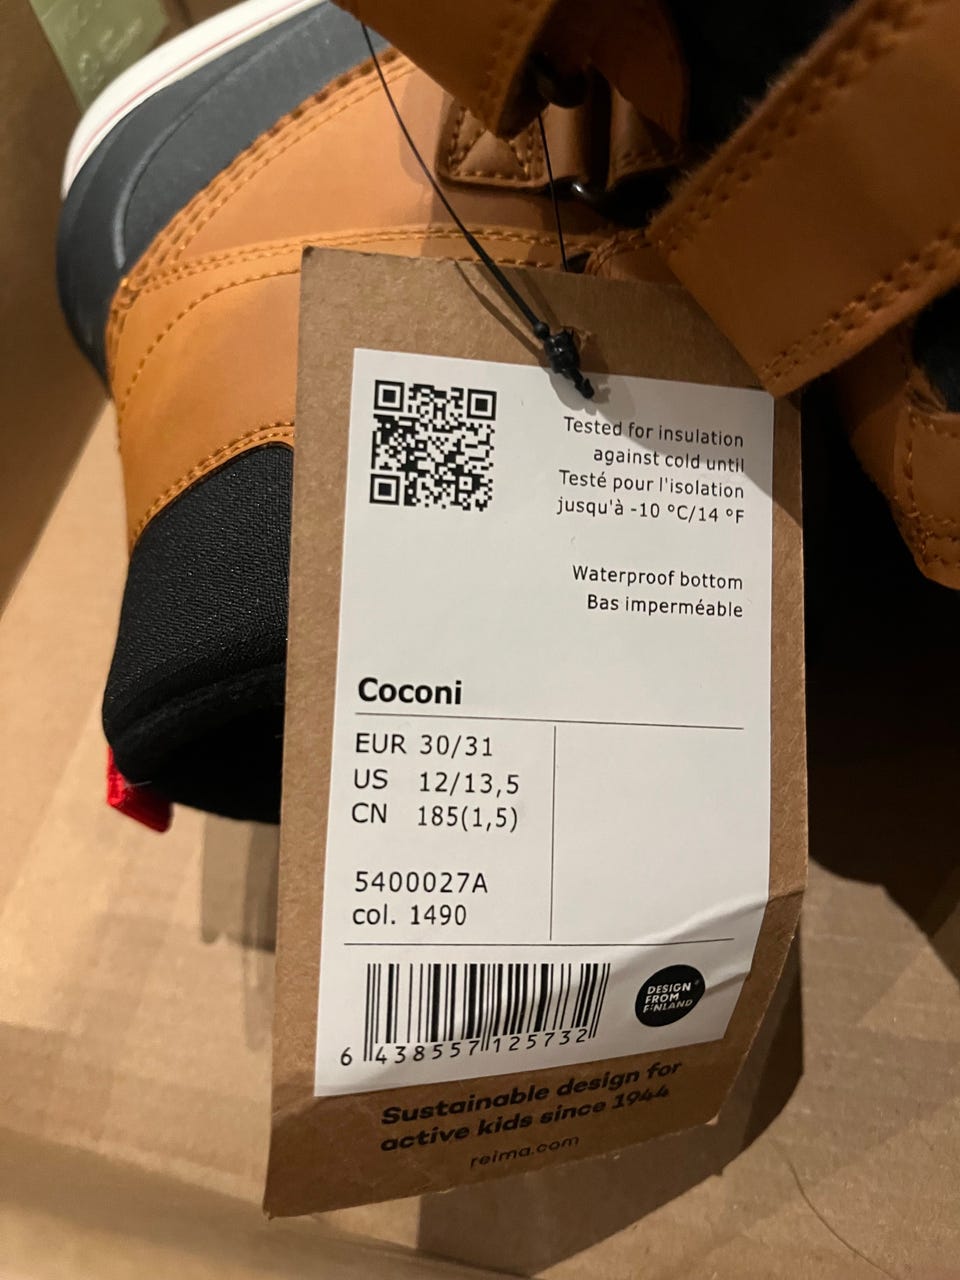 Tested for insulation
against cold until
Testé pour l'isolation
jusqu'à -10 °C/14 °F
Waterproof bottom
Bas imperméable
Coconi
EUR 30/31
US 12/13,5
CN 185(1,5)
5400027A
col. 1490
6 438557 125732
DESIGN
FROM
FINLAND
Sustainable design for
active kids since 1944
reima.com